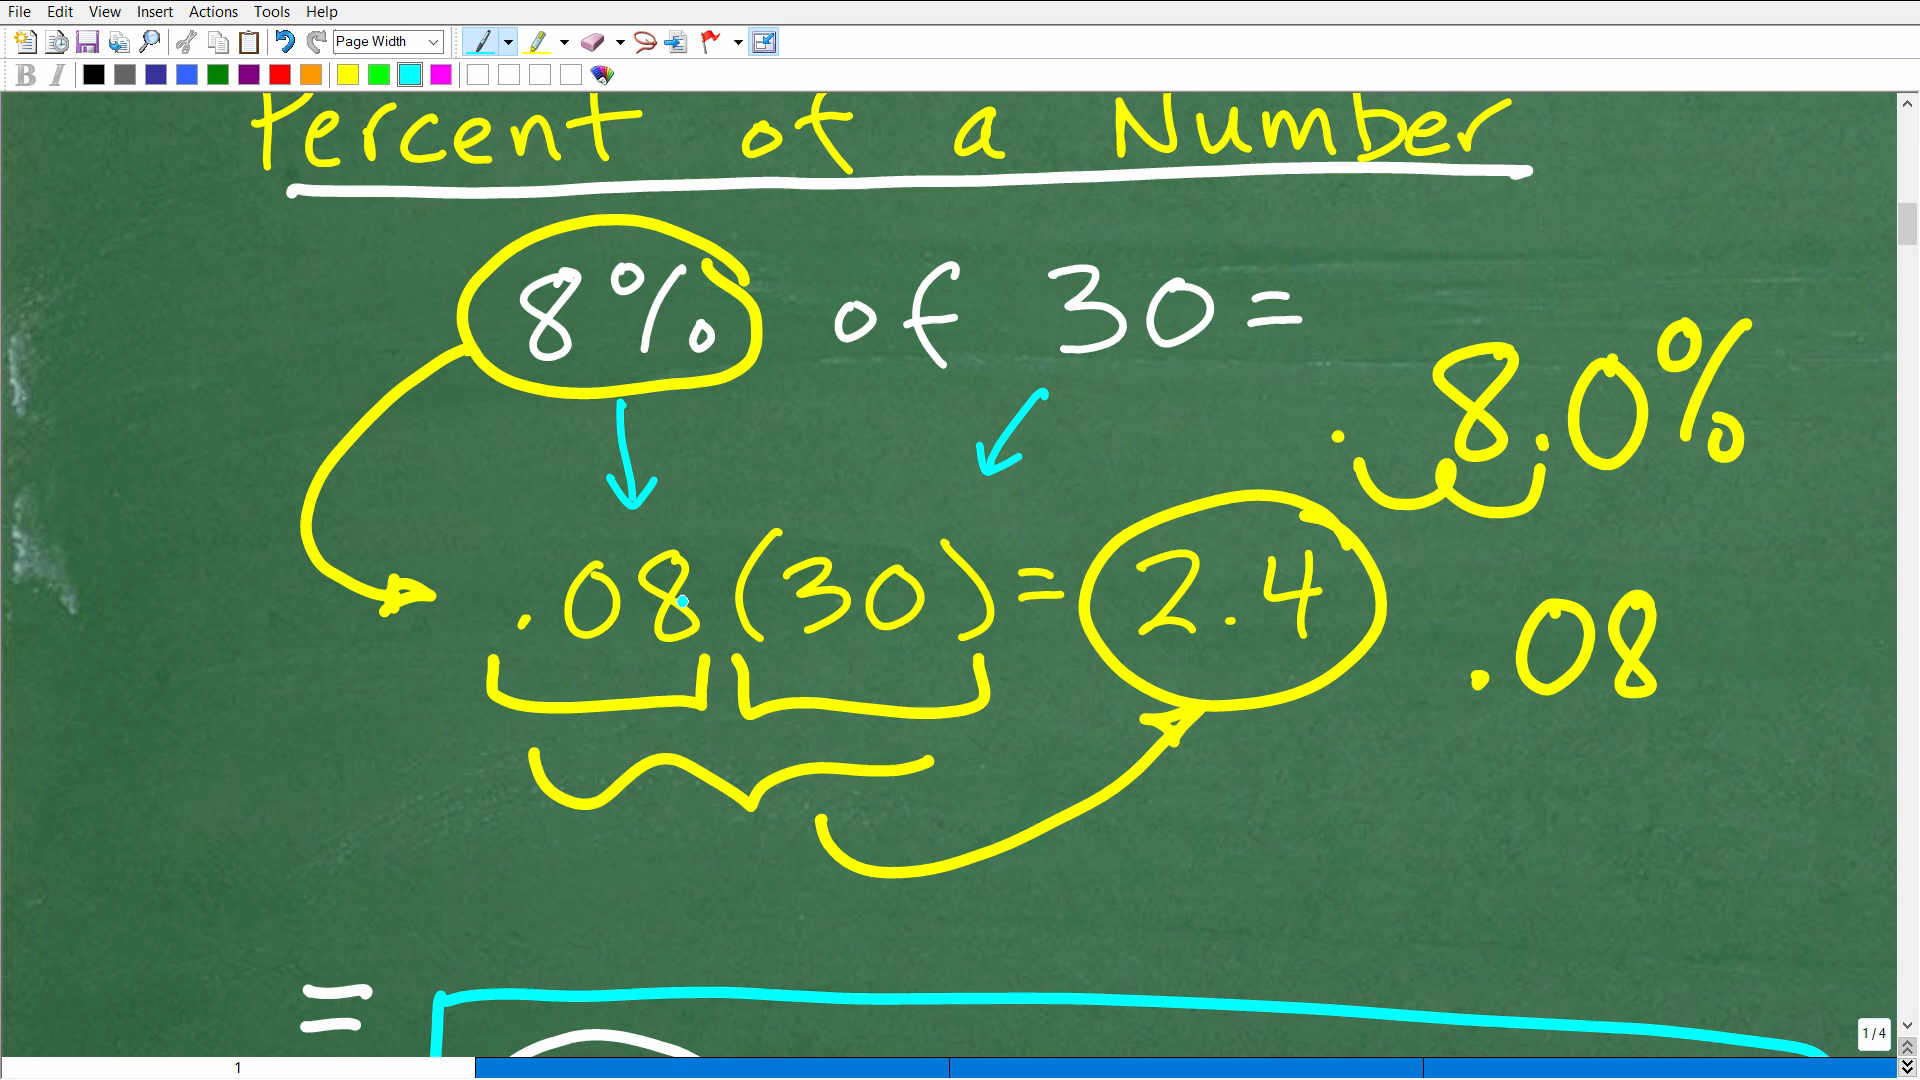 File Edit View Insert Actions Tools Help
Page Width
B I
Percent of a Number
8% of 30 =
. 8.0%
.08 (30) = 2.4
.08
=
1 / 4
1